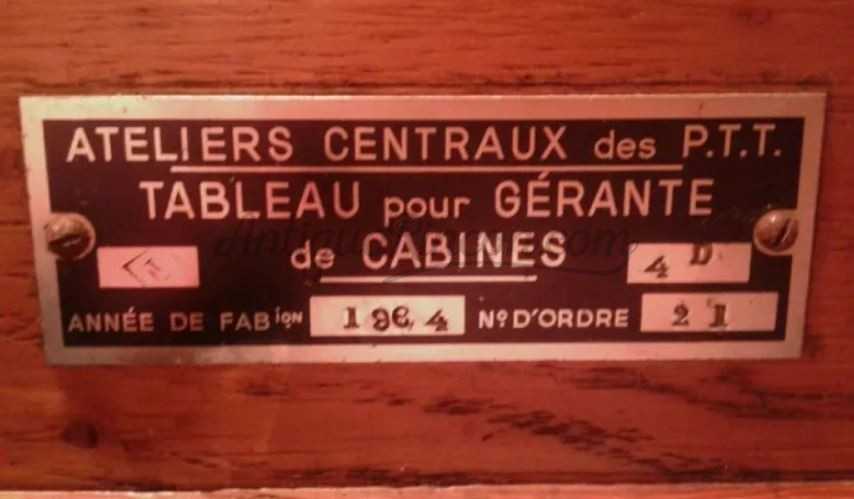 ATELIERS CENTRAUX des P.T.T.
TABLEAU pour GÉRANTE
de CABINES
4 D
ANNÉE DE FABION 1964 No D'ORDRE 21